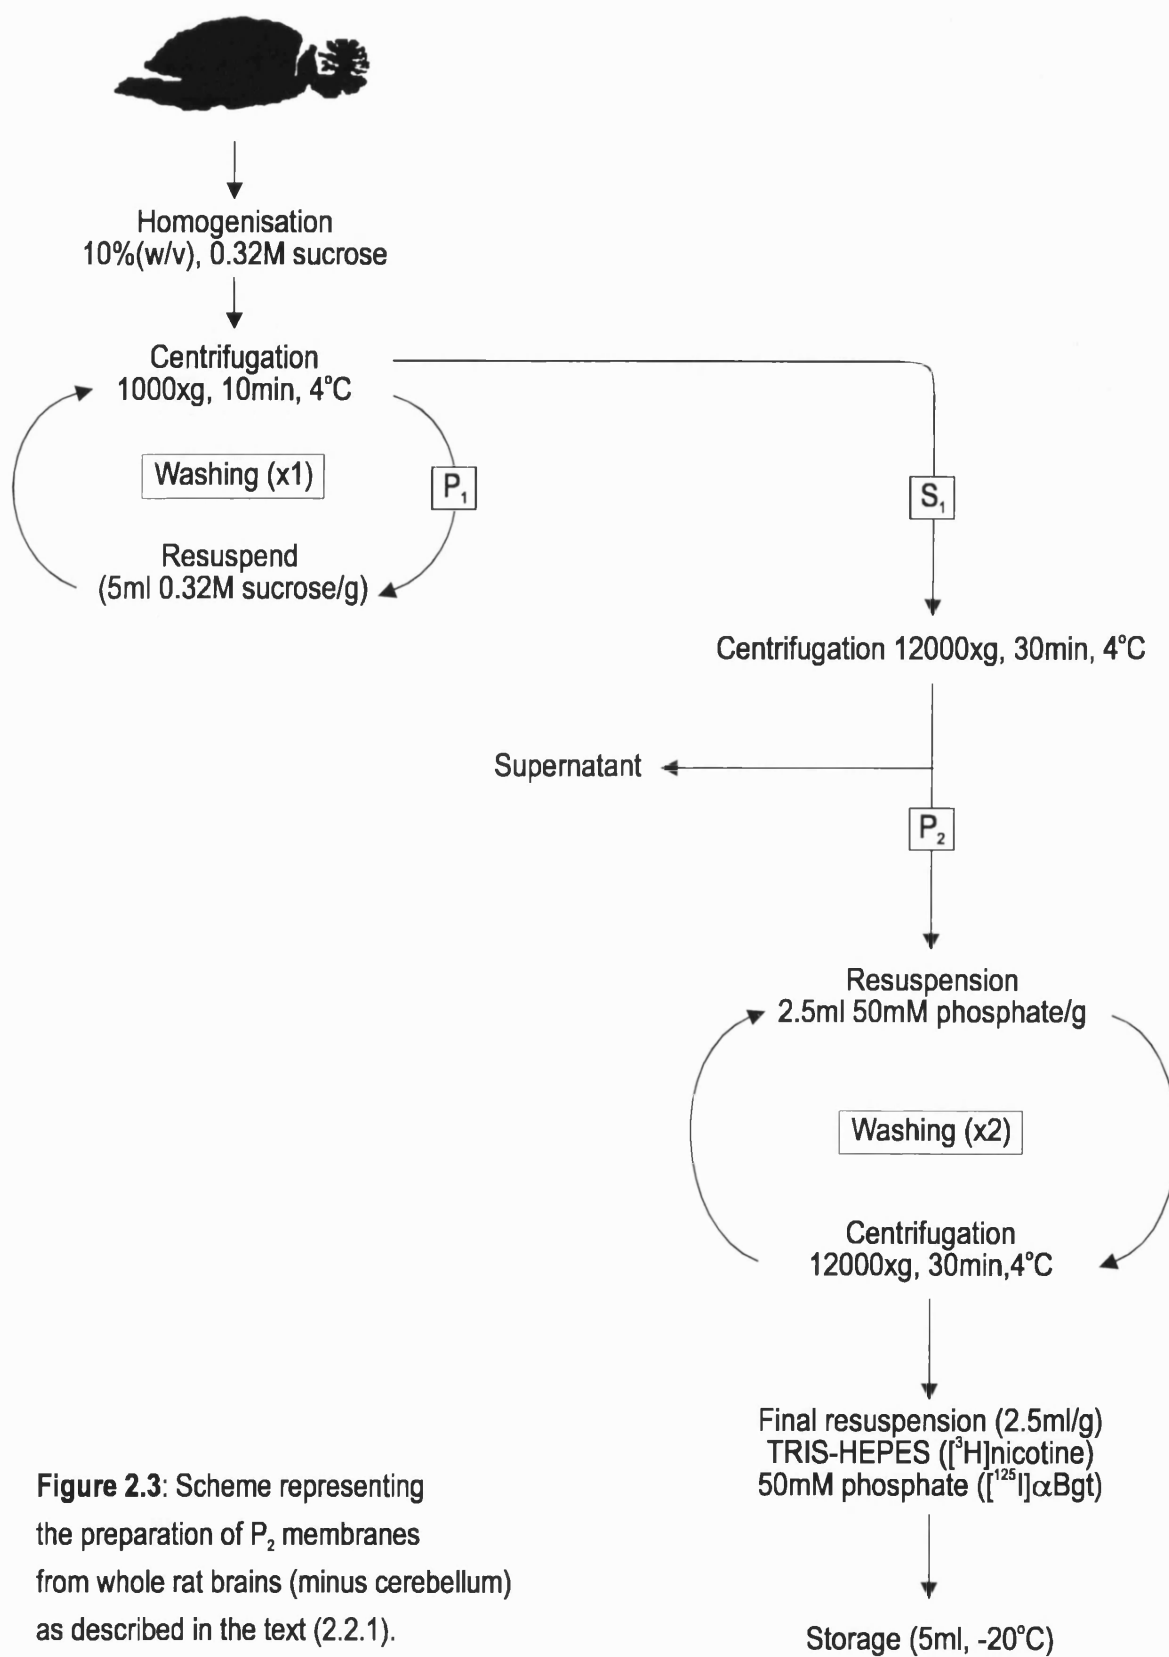 Homogenisation
10%(w/v), 0.32M sucrose
Centrifugation
1000xg, 10min, 4°C
Washing (x1)
P₁
Resuspend
(5ml 0.32M sucrose/g)
S₁
Centrifugation 12000xg, 30min, 4°C
Supernatant
P₂
Resuspension
2.5ml 50mM phosphate/g
Washing (x2)
Centrifugation
12000xg, 30min,4°C
Final resuspension (2.5ml/g)
TRIS-HEPES ([³H]nicotine)
50mM phosphate ([¹²⁵I]αBgt)
Storage (5ml, -20°C)
Figure 2.3: Scheme representing
the preparation of P₂ membranes
from whole rat brains (minus cerebellum)
as described in the text (2.2.1).